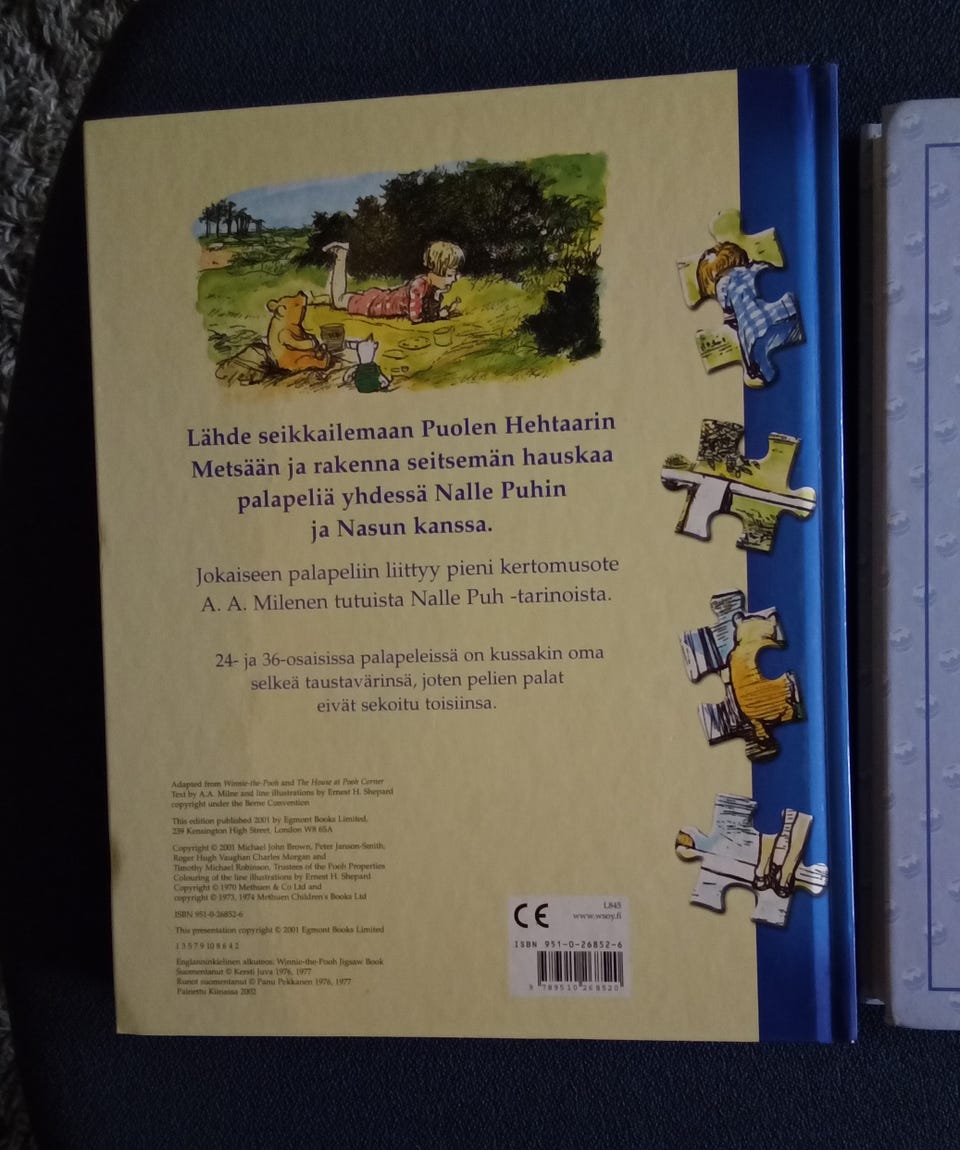 Lähde seikkailemaan Puolen Hehtaarin
Metsään ja rakenna seitsemän hauskaa
palapeliä yhdessä Nalle Puhin
ja Nasun kanssa.
Jokaiseen palapeliin liittyy pieni kertomusote
A. A. Milenen tutuista Nalle Puh -tarinoista.
24- ja 36-osaisissa palapeleissä on kussakin oma
selkeä taustavärinsä, joten pelien palat
eivät sekoitu toisiinsa.
Adapted from Winnie-the-Pooh and The House at Pooh Corner
Text by A.A. Milne and line illustrations by Ernest H. Shepard
copyright under the Berne Convention
This edition published 2001 by Egmont Books Limited,
239 Kensington High Street, London W8 6SA
Copyright © 2001 Michael John Brown, Peter Janson-Smith,
Roger Hugh Vaughan Charles Morgan and
Timothy Michael Robinson, Trustees of the Pooh Properties
Colouring of the line illustrations by Ernest H. Shepard
Copyright © 1970 Methuen & Co Ltd and
copyright © 1973, 1974 Methuen Children's Books Ltd
ISBN 951-0-26852-6
This presentation copyright © 2001 Egmont Books Limited
1 3 5 7 9 10 8 6 4 2
Englanninkielinen alkuteos: Winnie-the-Pooh Jigsaw Book
Suomentanut © Kersti Juva 1976, 1977
Runot suomentanut © Panu Pekkanen 1976, 1977
Painettu Kiinassa 2002
CE
L845
www.wsoy.fi
ISBN 951-0-26852-6
9 789510 268520